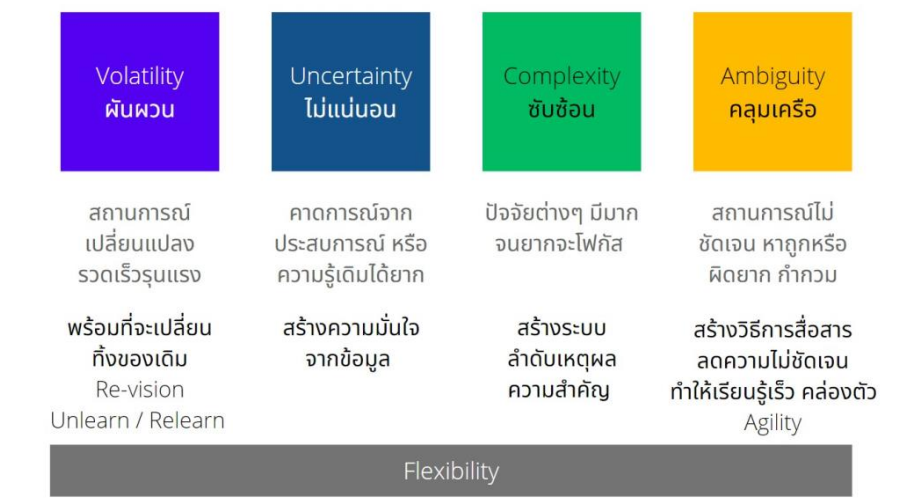 Volatility
ผันผวน
สถานการณ์
เปลี่ยนแปลง
รวดเร็วรุนแรง
พร้อมที่จะเปลี่ยน
ทิ้งของเดิม
Re-vision
Unlearn / Relearn
Uncertainty
ไม่แน่นอน
คาดการณ์จาก
ประสบการณ์ หรือ
ความรู้เดิมได้ยาก
สร้างความมั่นใจ
จากข้อมูล
Complexity
ซับซ้อน
ปัจจัยต่างๆ มีมาก
จนยากจะโฟกัส
สร้างระบบ
ลำดับเหตุผล
ความสำคัญ
Ambiguity
คลุมเครือ
สถานการณ์ไม่
ชัดเจน หาถูกหรือ
ผิดยาก กำกวม
สร้างวิธีการสื่อสาร
ลดความไม่ชัดเจน
ทำให้เรียนรู้เร็ว คล่องตัว
Agility
Flexibility